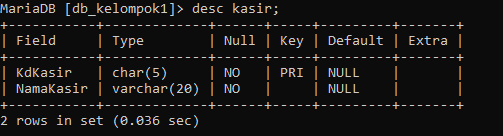 MariaDB [db_kelompok1]> desc kasir;
+-----------+-------------+------+-----+---------+-------+
| Field     | Type        | Null | Key | Default | Extra |
+-----------+-------------+------+-----+---------+-------+
| KdKasir   | char(5)     | NO   | PRI | NULL    |       |
| NamaKasir | varchar(20) | NO   |     | NULL    |       |
+-----------+-------------+------+-----+---------+-------+
2 rows in set (0.036 sec)